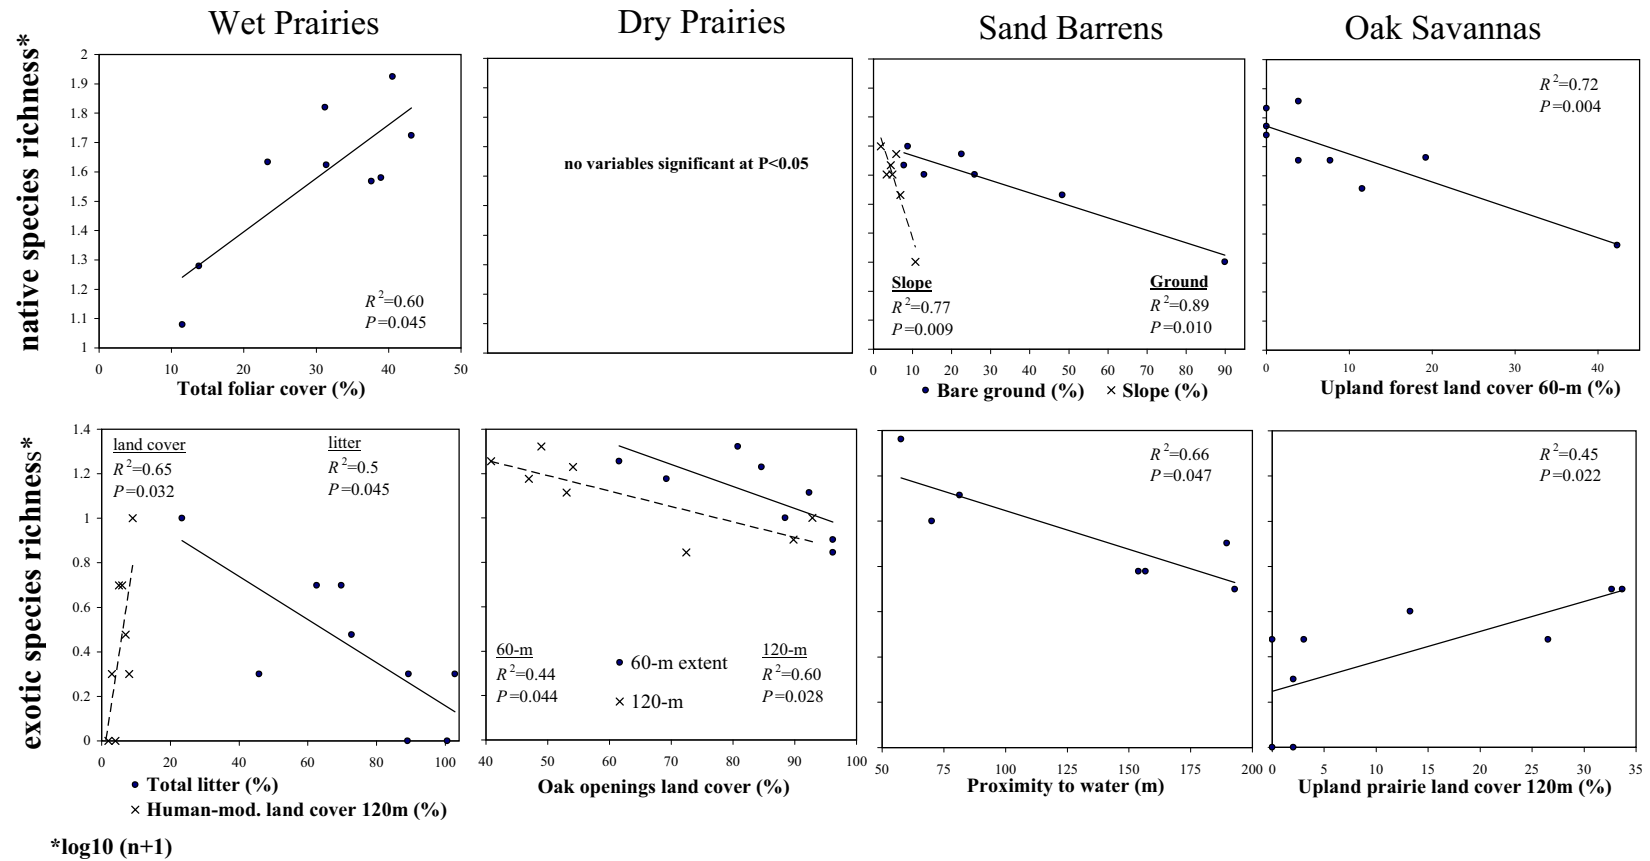 Wet Prairies
Dry Prairies
Sand Barrens
Oak Savannas
native species richness*
2
1.9
1.8
1.7
1.6
1.5
1.4
1.3
1.2
1.1
1
R²=0.60
P=0.045
0 10 20 30 40 50
Total foliar cover (%)
no variables significant at P<0.05
Slope
R²=0.77
P=0.009
Ground
R²=0.89
P=0.010
0 10 20 30 40 50 60 70 80 90
Bare ground (%) × Slope (%)
R²=0.72
P=0.004
0 10 20 30 40
Upland forest land cover 60-m (%)
exotic species richness*
1.4
1.2
1
0.8
0.6
0.4
0.2
0
land cover
R²=0.65
P=0.032
litter
R²=0.5
P=0.045
0 20 40 60 80 100
Total litter (%)
× Human-mod. land cover 120m (%)
60-m
R²=0.44
P=0.044
60-m extent
× 120-m
120-m
R²=0.60
P=0.028
40 50 60 70 80 90 100
Oak openings land cover (%)
R²=0.66
P=0.047
50 75 100 125 150 175 200
Proximity to water (m)
R²=0.45
P=0.022
0 5 10 15 20 25 30 35
Upland prairie land cover 120m (%)
*log10 (n+1)